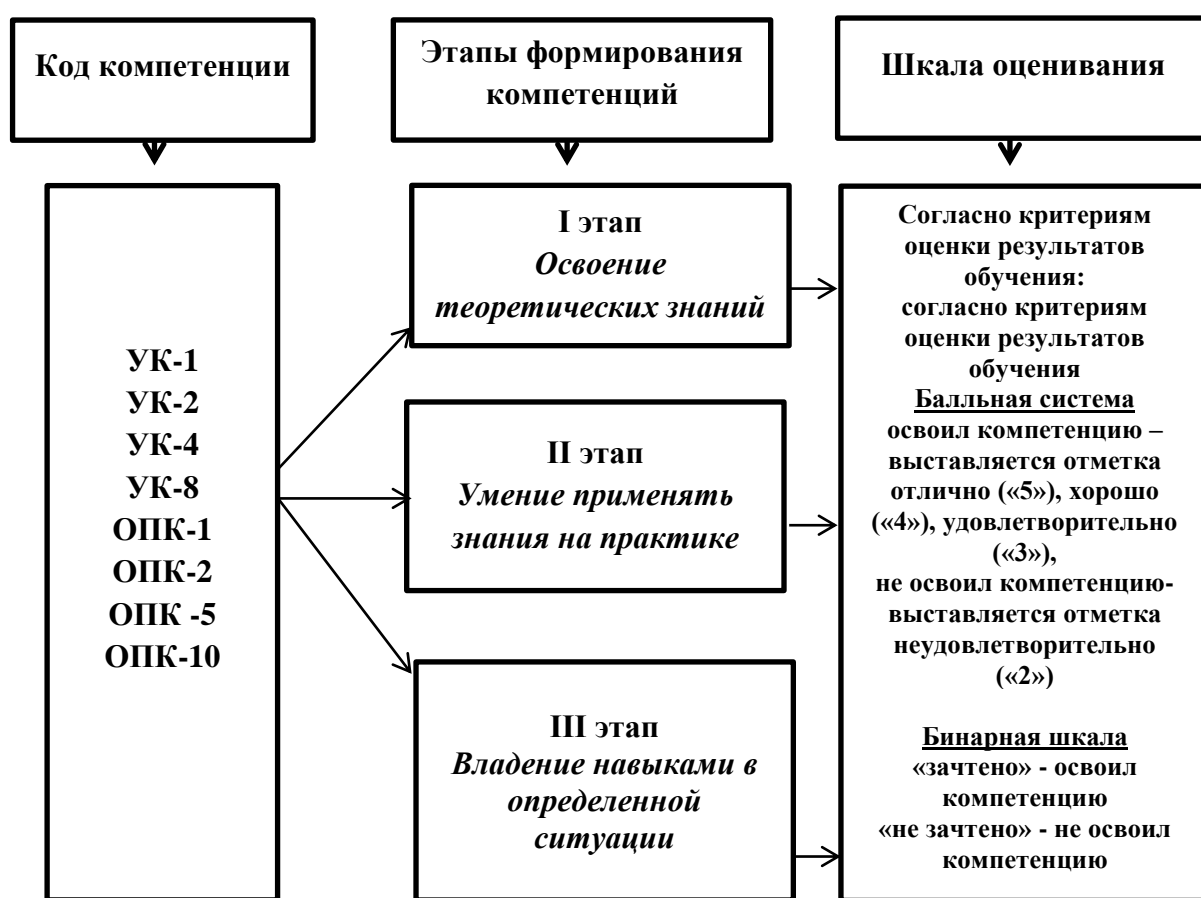 Код компетенции
Этапы формирования
компетенций
Шкала оценивания
УК-1
УК-2
УК-4
УК-8
ОПК-1
ОПК-2
ОПК -5
ОПК-10
I этап
Освоение
теоретических знаний
II этап
Умение применять
знания на практике
III этап
Владение навыками в
определенной
ситуации
Согласно критериям
оценки результатов
обучения:
согласно критериям
оценки результатов
обучения
Балльная система
освоил компетенцию –
выставляется отметка
отлично («5»), хорошо
(«4»), удовлетворительно
(«3»),
не освоил компетенцию-
выставляется отметка
неудовлетворительно
(«2»)
Бинарная шкала
«зачтено» - освоил
компетенцию
«не зачтено» - не освоил
компетенцию